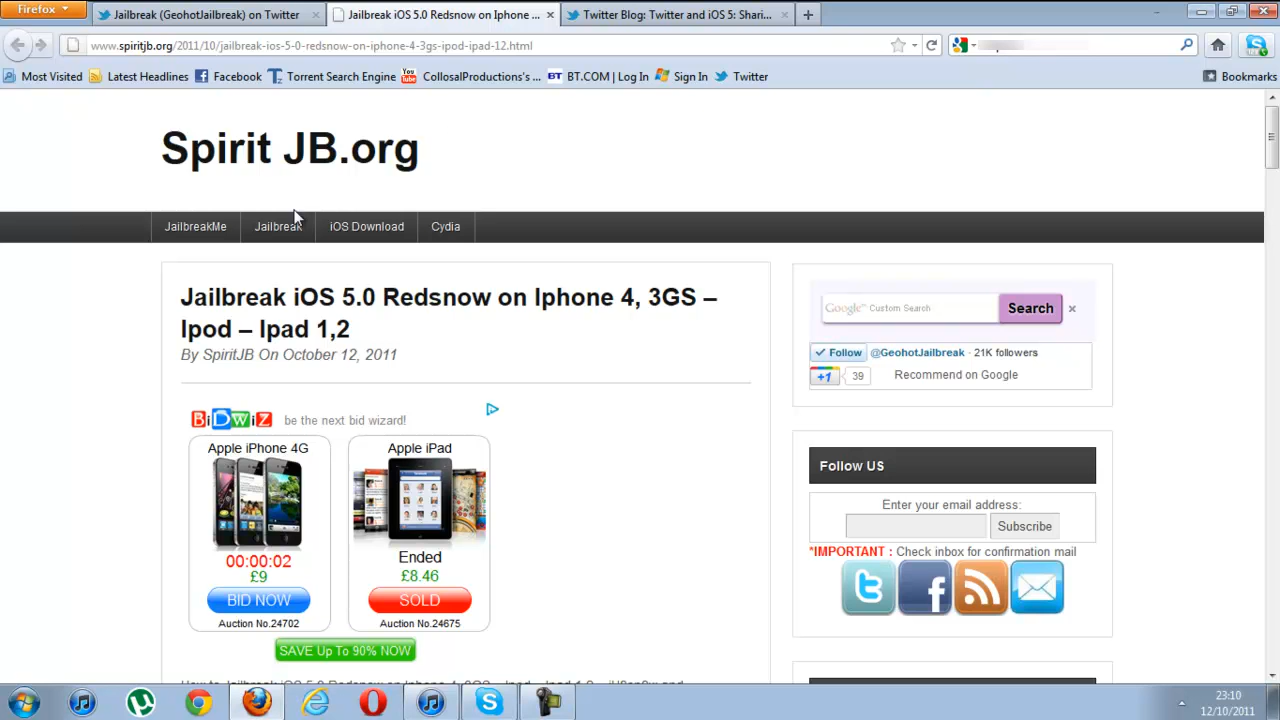 Firefox
Jailbreak (GeohotJailbreak) on Twitter
Jailbreak iOS 5.0 Redsnow on Iphone ...
Twitter Blog: Twitter and iOS 5: Shari...
www.spiritjb.org/2011/10/jailbreak-ios-5-0-redsnow-on-iphone-4-3gs-ipod-ipad-12.html
Most Visited
Latest Headlines
Facebook
Torrent Search Engine
CollosalProductions's ...
BT.COM | Log In
Sign In
Twitter
Bookmarks
Spirit JB.org
JailbreakMe
Jailbreak
iOS Download
Cydia
Jailbreak iOS 5.0 Redsnow on Iphone 4, 3GS –
Ipod – Ipad 1,2
By SpiritJB On October 12, 2011
BiDWiZ be the next bid wizard!
Apple iPhone 4G
00:00:02
£9
BID NOW
Auction No.24702
Apple iPad
Ended
£8.46
SOLD
Auction No.24675
SAVE Up To 90% NOW
Google™ Custom Search
Search
Follow @GeohotJailbreak · 21K followers
+1 39 Recommend on Google
Follow US
Enter your email address:
Subscribe
*IMPORTANT : Check inbox for confirmation mail
23:10
12/10/2011